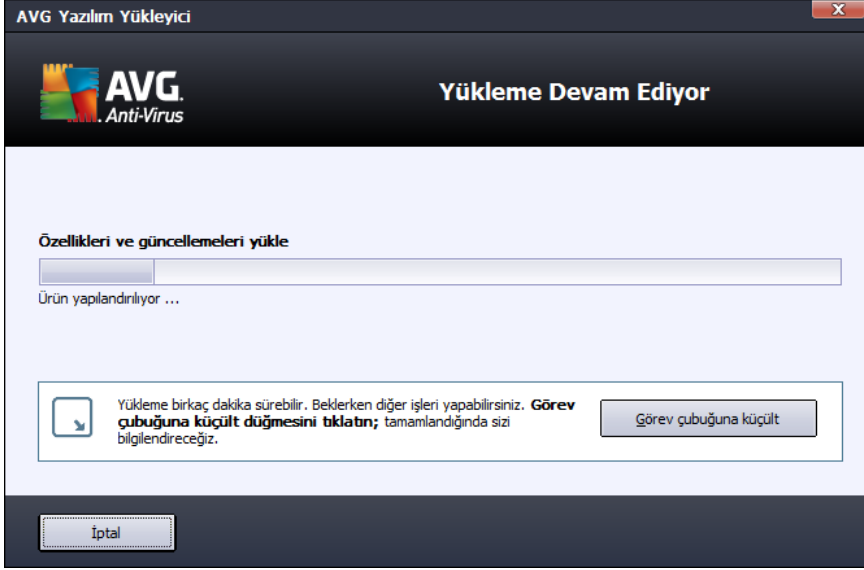 AVG Yazılım Yükleyici
AVG.
Anti-Virus
Yükleme Devam Ediyor
Özellikleri ve güncellemeleri yükle
Ürün yapılandırılıyor ...
Yükleme birkaç dakika sürebilir. Beklerken diğer işleri yapabilirsiniz. Görev
çubuğuna küçült düğmesini tıklatın; tamamlandığında sizi
bilgilendireceğiz.
Görev çubuğuna küçült
İptal